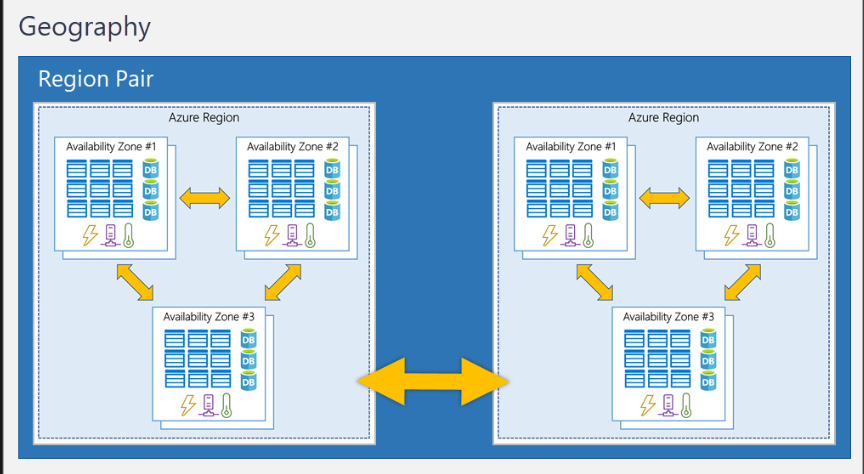 Geography
Region Pair
Azure Region
Availability Zone #1
DB
DB
DB
Availability Zone #2
DB
DB
DB
Availability Zone #3
DB
DB
DB
Azure Region
Availability Zone #1
DB
DB
DB
Availability Zone #2
DB
DB
DB
Availability Zone #3
DB
DB
DB